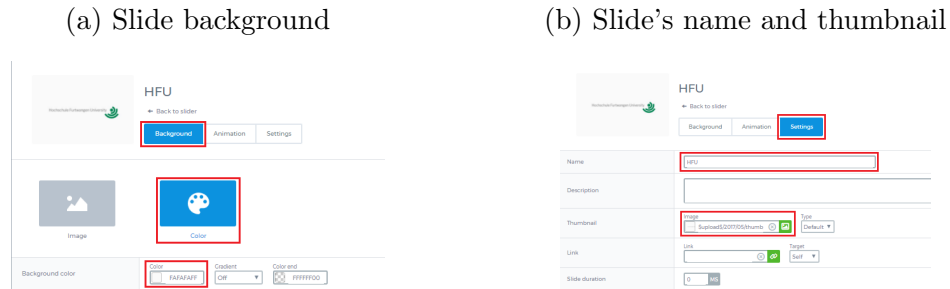 (a) Slide background
(b) Slide's name and thumbnail
HFU
Back to slider
Background Animation Settings
Image
Color
Background color
Color
FAFAFAFF
Gradient
Off
Color end
FFFFFF00
HFU
Back to slider
Background Animation Settings
Name
HFU
Description
Thumbnail
Image
$upload$/2017/05/thumb
Type
Default
Link
Link
Target
Self
Slide duration
0 MS